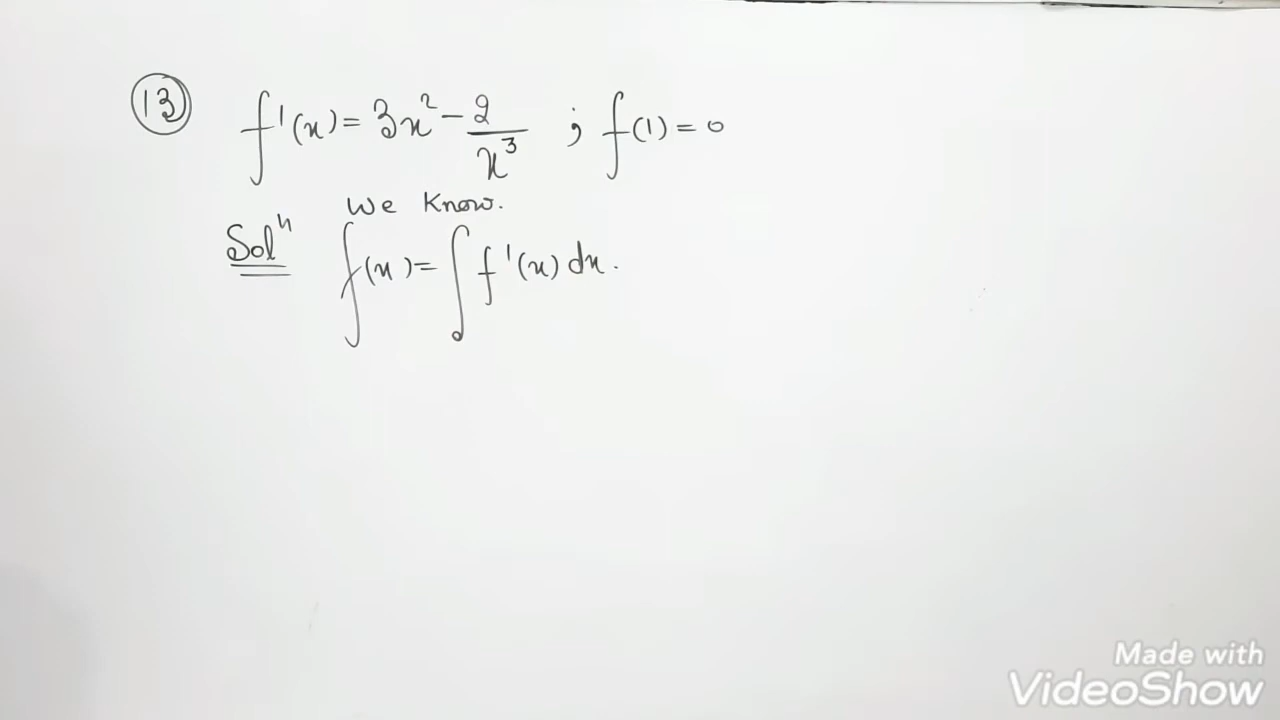 13 f'(x) = 3x² - 2/x³ ; f(1) = 0
We know.
Solⁿ f(x) = ∫ f'(x) dx.
Made with
VideoShow